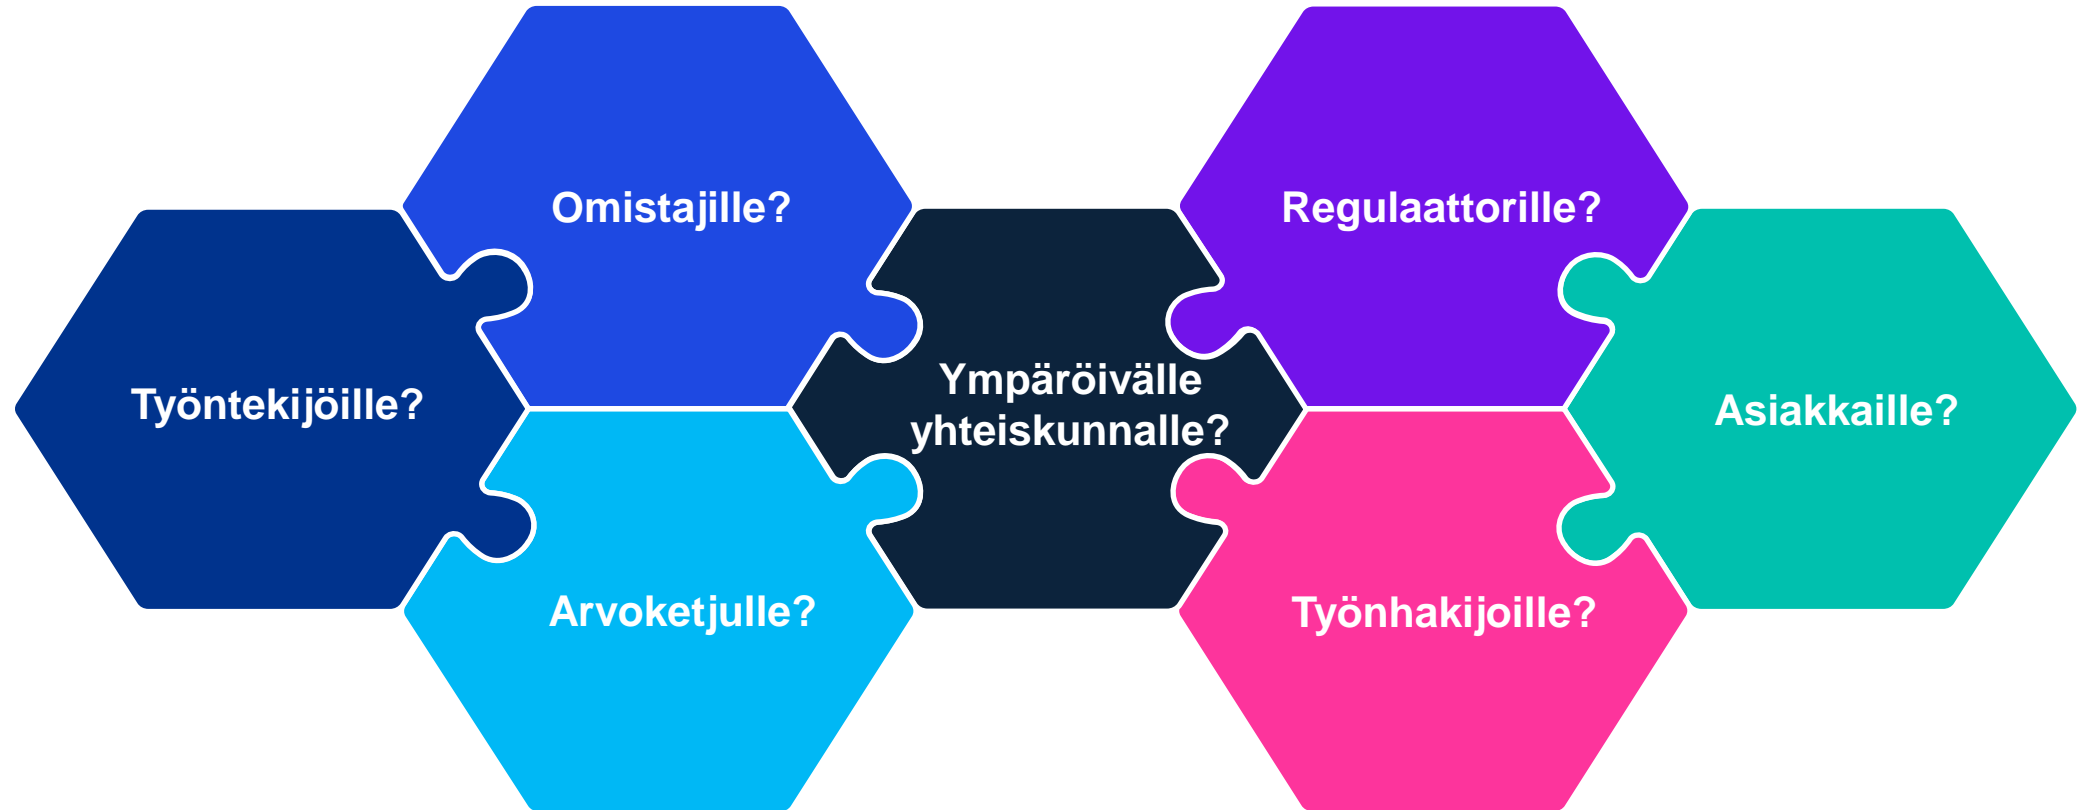 Omistajille?
Regulaattorille?
Työntekijöille?
Ympäröivälle
yhteiskunnalle?
Asiakkaille?
Arvoketjulle?
Työnhakijoille?